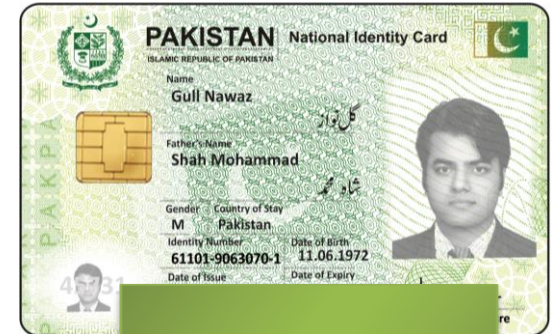 PAKISTAN National Identity Card
ISLAMIC REPUBLIC OF PAKISTAN
Name
Gull Nawaz
گل نواز
Father's Name
Shah Mohammad
شاہ محمد
Gender Country of Stay
M Pakistan
Identity Number Date of Birth
61101-9063070-1 11.06.1972
Date of Issue Date of Expiry